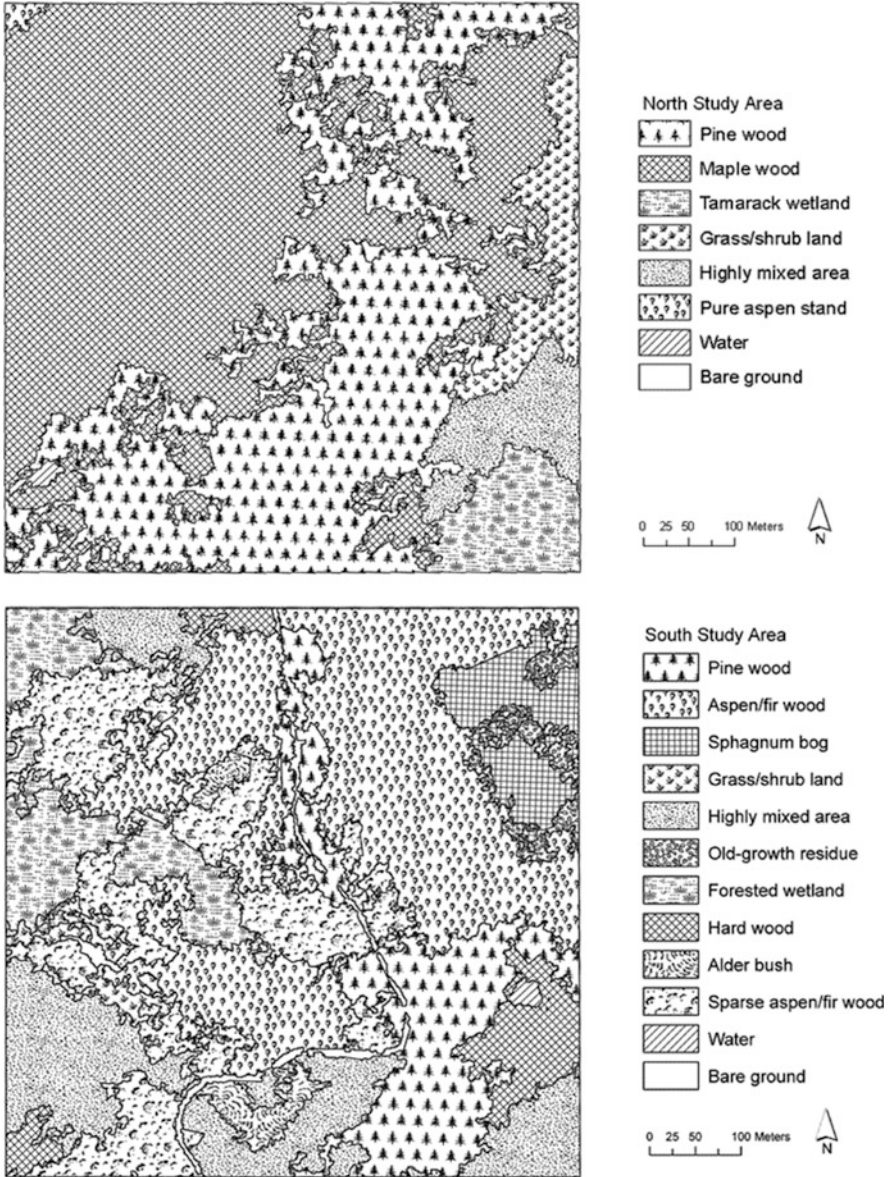 North Study Area
Pine wood
Maple wood
Tamarack wetland
Grass/shrub land
Highly mixed area
Pure aspen stand
Water
Bare ground
0 25 50 100 Meters
N
South Study Area
Pine wood
Aspen/fir wood
Sphagnum bog
Grass/shrub land
Highly mixed area
Old-growth residue
Forested wetland
Hard wood
Alder bush
Sparse aspen/fir wood
Water
Bare ground
0 25 50 100 Meters
N